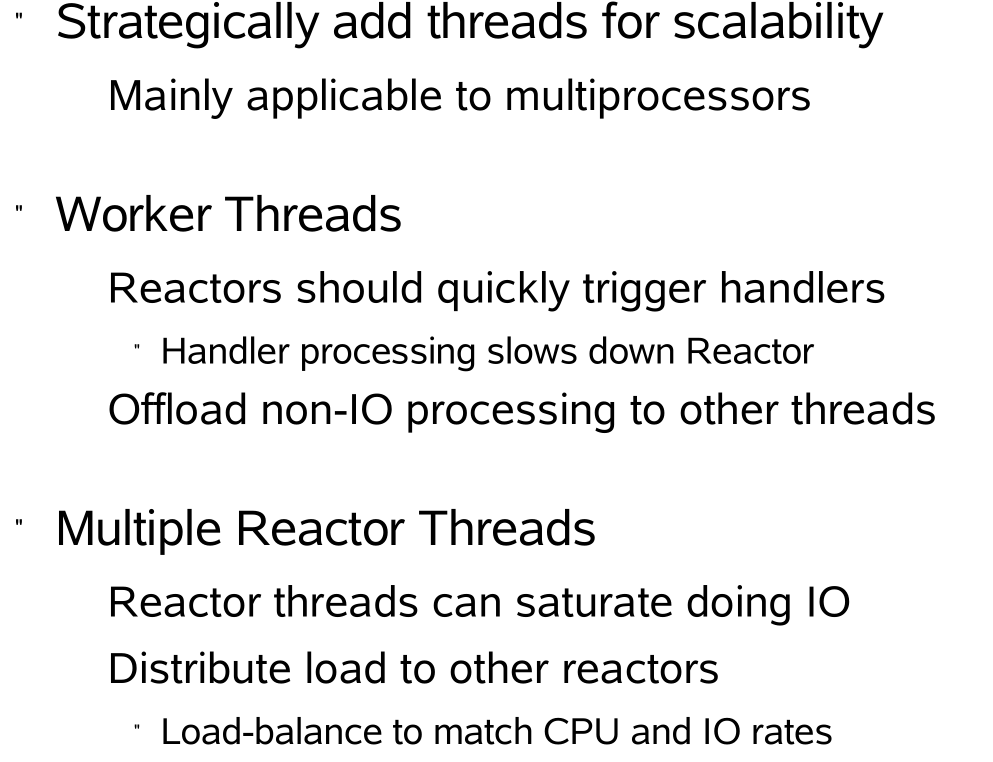 " Strategically add threads for scalability
Mainly applicable to multiprocessors
" Worker Threads
Reactors should quickly trigger handlers
" Handler processing slows down Reactor
Offload non-IO processing to other threads
" Multiple Reactor Threads
Reactor threads can saturate doing IO
Distribute load to other reactors
" Load-balance to match CPU and IO rates